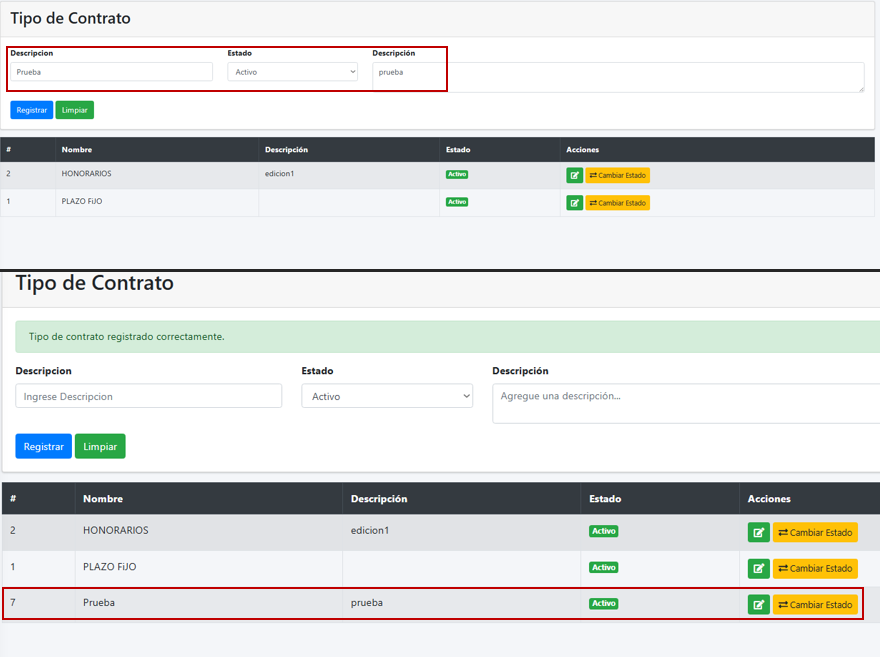 Tipo de Contrato
Descripcion Estado Descripción
Prueba Activo prueba
Registrar Limpiar
# Nombre Descripción Estado Acciones
2 HONORARIOS edicion1 Activo Cambiar Estado
1 PLAZO FiJO Activo Cambiar Estado
Tipo de Contrato
Tipo de contrato registrado correctamente.
Descripcion Estado Descripción
Ingrese Descripcion Activo Agregue una descripción...
Registrar Limpiar
# Nombre Descripción Estado Acciones
2 HONORARIOS edicion1 Activo Cambiar Estado
1 PLAZO FiJO Activo Cambiar Estado
7 Prueba prueba Activo Cambiar Estado